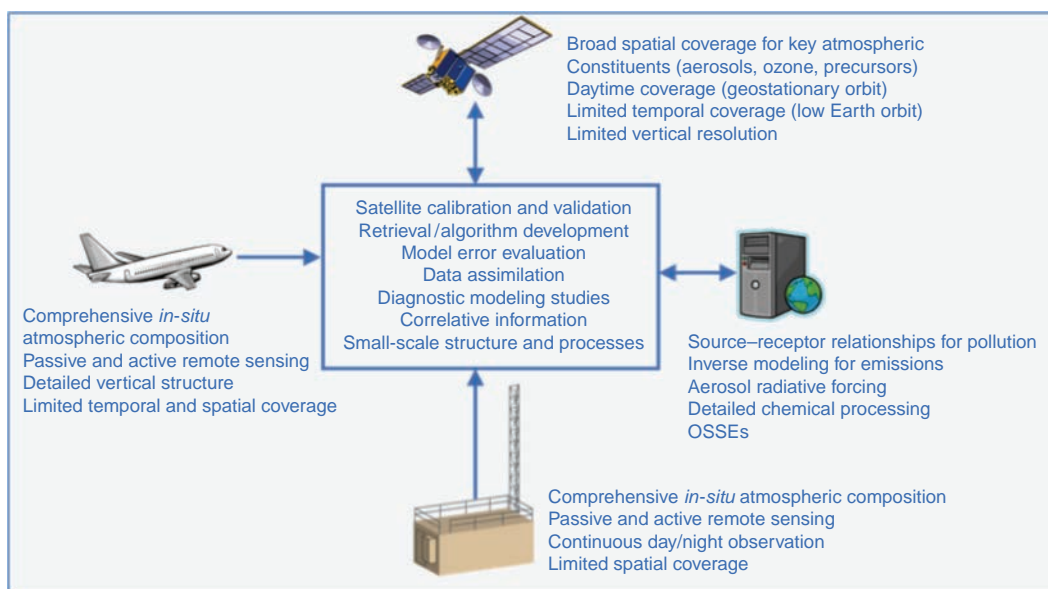 Broad spatial coverage for key atmospheric
Constituents (aerosols, ozone, precursors)
Daytime coverage (geostationary orbit)
Limited temporal coverage (low Earth orbit)
Limited vertical resolution
Satellite calibration and validation
Retrieval/algorithm development
Model error evaluation
Data assimilation
Diagnostic modeling studies
Correlative information
Small-scale structure and processes
Comprehensive in-situ
atmospheric composition
Passive and active remote sensing
Detailed vertical structure
Limited temporal and spatial coverage
Source–receptor relationships for pollution
Inverse modeling for emissions
Aerosol radiative forcing
Detailed chemical processing
OSSEs
Comprehensive in-situ atmospheric composition
Passive and active remote sensing
Continuous day/night observation
Limited spatial coverage